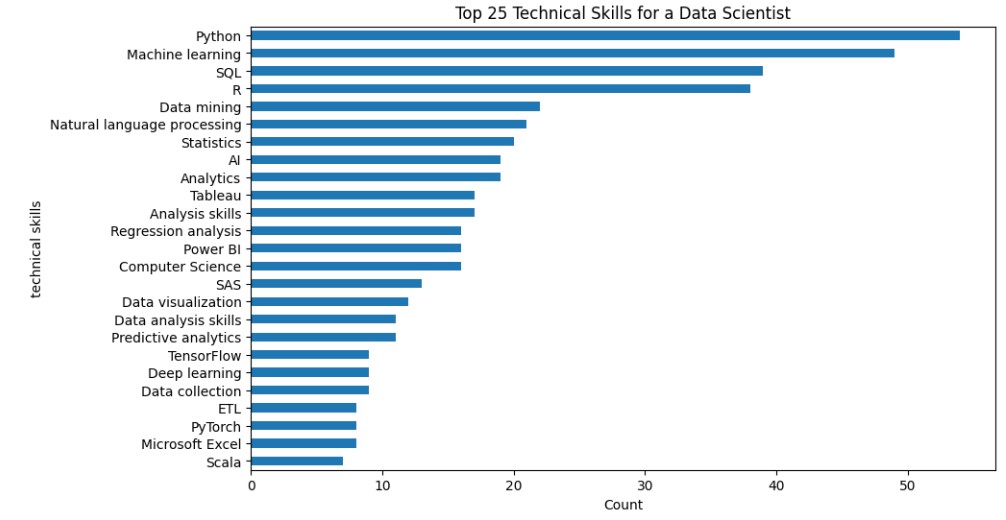 Top 25 Technical Skills for a Data Scientist
technical skills
Python
Machine learning
SQL
R
Data mining
Natural language processing
Statistics
AI
Analytics
Tableau
Analysis skills
Regression analysis
Power BI
Computer Science
SAS
Data visualization
Data analysis skills
Predictive analytics
TensorFlow
Deep learning
Data collection
ETL
PyTorch
Microsoft Excel
Scala
0 10 20 30 40 50
Count